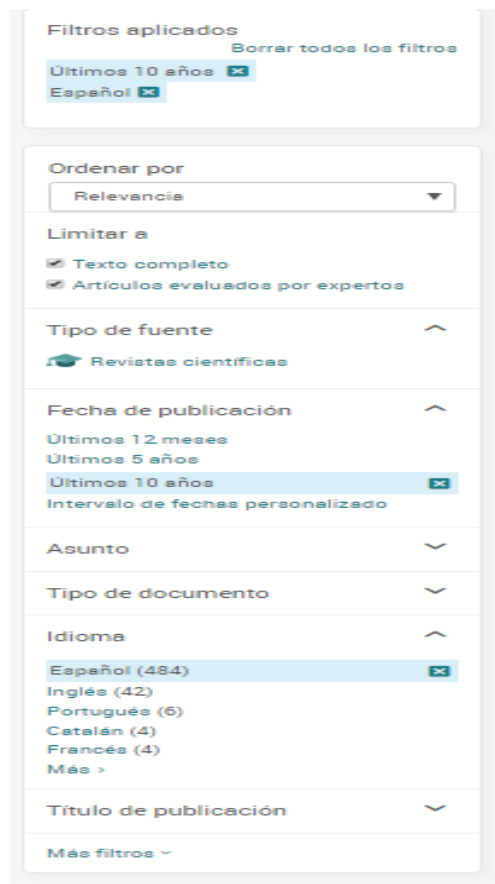 Filtros aplicados
Borrar todos los filtros
Últimos 10 años
Español
Ordenar por
Relevancia
Limitar a
Texto completo
Artículos evaluados por expertos
Tipo de fuente
Revistas científicas
Fecha de publicación
Últimos 12 meses
Últimos 5 años
Últimos 10 años
Intervalo de fechas personalizado
Asunto
Tipo de documento
Idioma
Español (484)
Inglés (42)
Portugués (6)
Catalán (4)
Francés (4)
Más >
Título de publicación
Más filtros